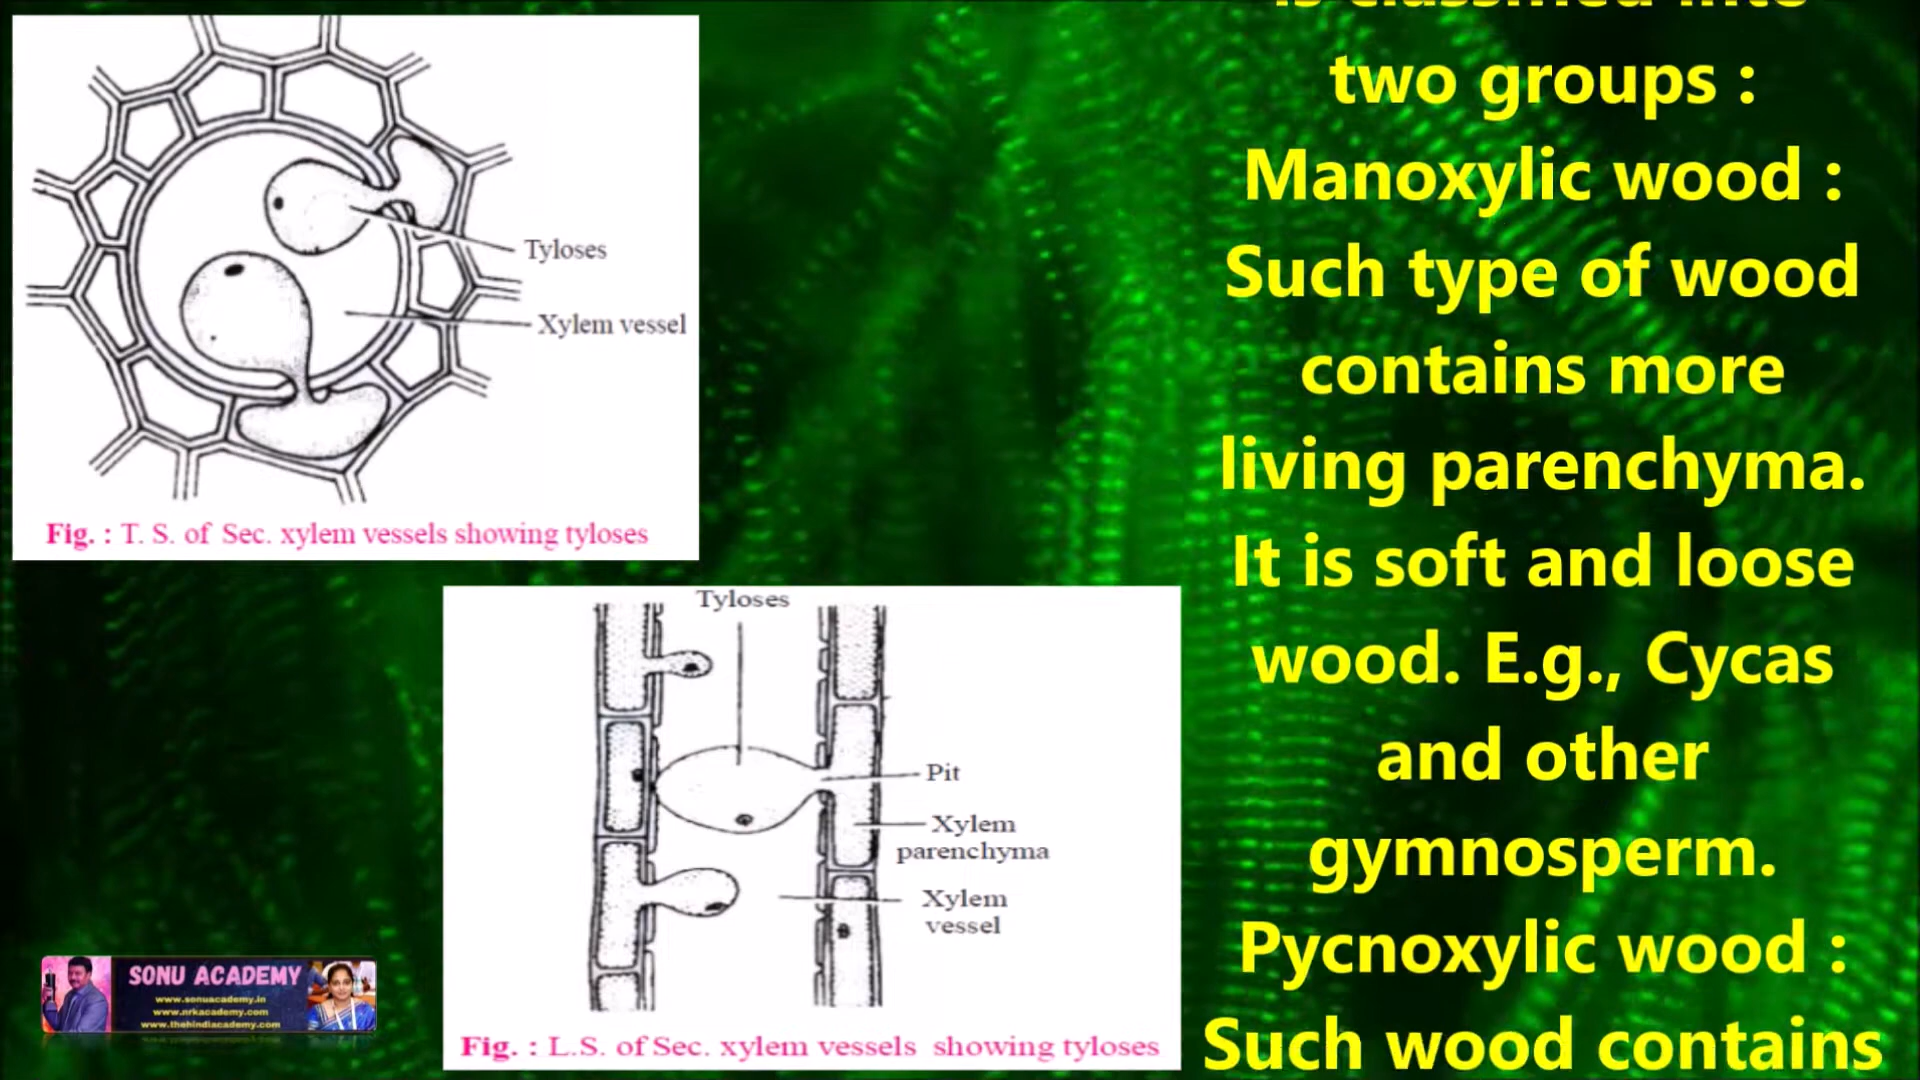 Tyloses
Xylem vessel
Fig. : T. S. of Sec. xylem vessels showing tyloses
Tyloses
Pit
Xylem
parenchyma
Xylem
vessel
Fig. : L.S. of Sec. xylem vessels showing tyloses
SONU ACADEMY
www.sonuacademy.in
www.nrkacademy.com
www.thehindiacademy.com
is classified into
two groups :
Manoxylic wood :
Such type of wood
contains more
living parenchyma.
It is soft and loose
wood. E.g., Cycas
and other
gymnosperm.
Pycnoxylic wood :
Such wood contains